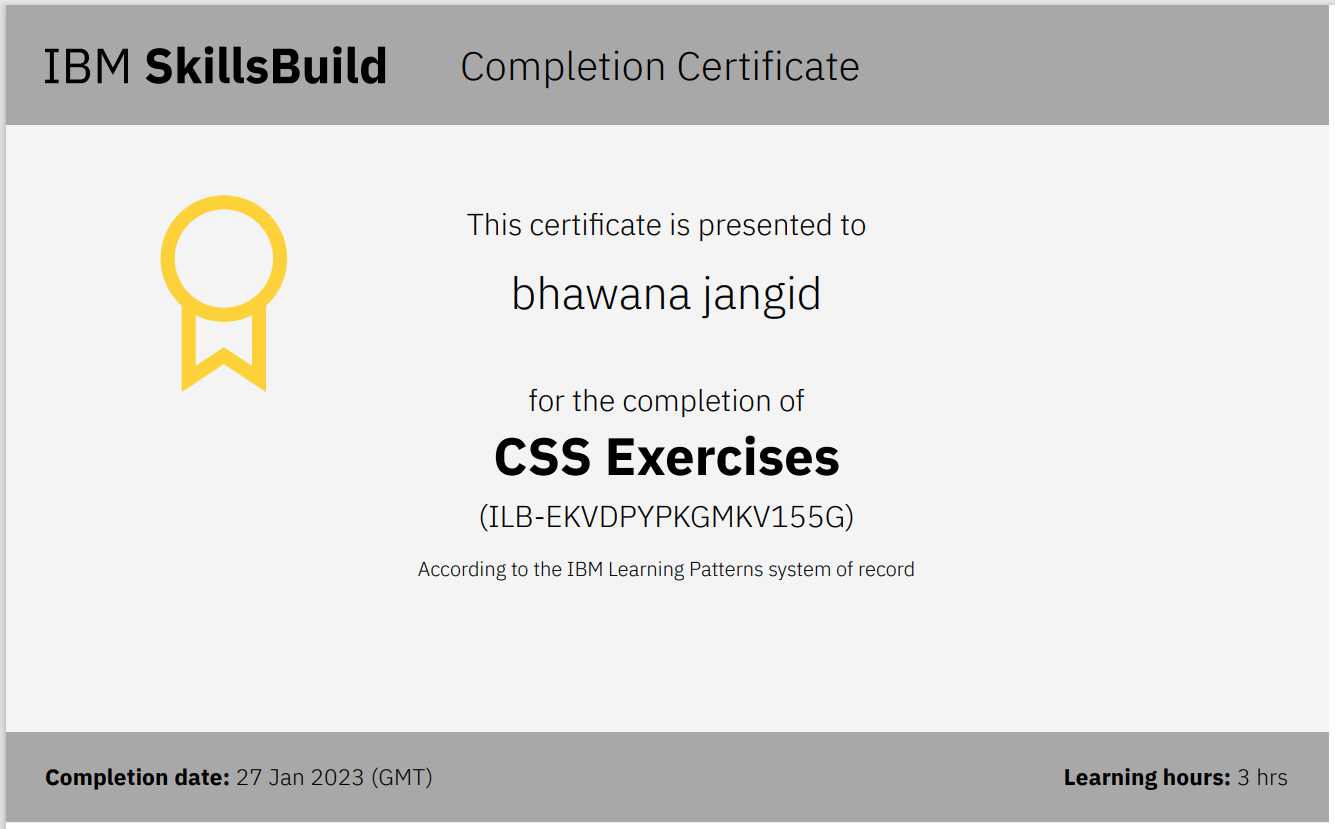 IBM SkillsBuild Completion Certificate
This certificate is presented to
bhawana jangid
for the completion of
CSS Exercises
(ILB-EKVDPYPKGMKV155G)
According to the IBM Learning Patterns system of record
Completion date: 27 Jan 2023 (GMT)
Learning hours: 3 hrs